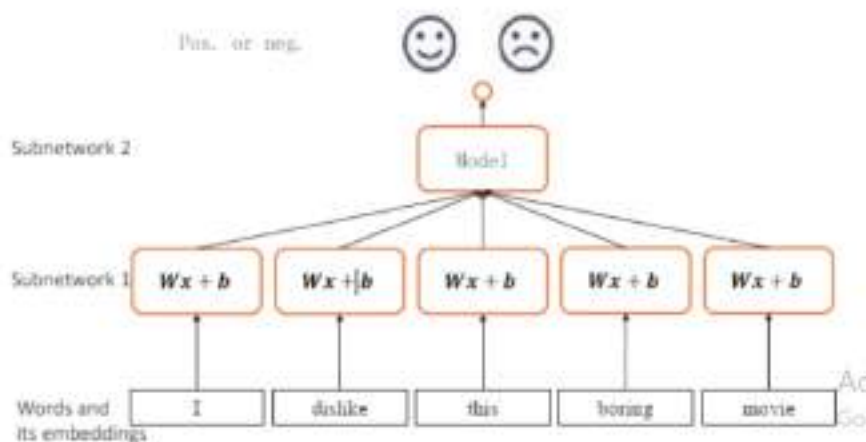 Pos. or neg.
Subnetwork 2
Model
Subnetwork 1
Wx + b
Wx + b
Wx + b
Wx + b
Wx + b
Words and
its embeddings
I
dislike
this
boring
movie